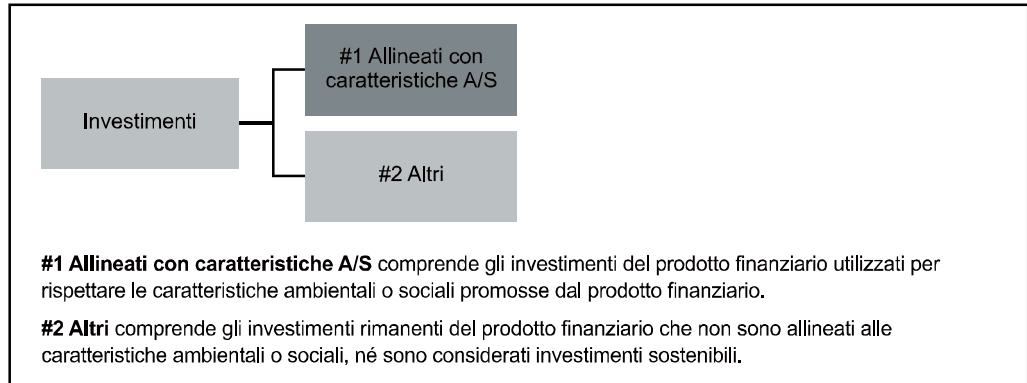 #1 Allineati con
caratteristiche A/S
Investimenti
#2 Altri
#1 Allineati con caratteristiche A/S comprende gli investimenti del prodotto finanziario utilizzati per
rispettare le caratteristiche ambientali o sociali promosse dal prodotto finanziario.
#2 Altri comprende gli investimenti rimanenti del prodotto finanziario che non sono allineati alle
caratteristiche ambientali o sociali, né sono considerati investimenti sostenibili.